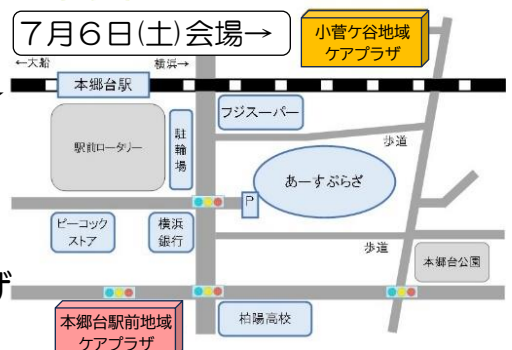 7月6日(土)会場→
小菅ケ谷地域
ケアプラザ
←大船
横浜→
本郷台駅
フジスーパー
駅前ロータリー
駐
輪
場
歩道
あーすぷらざ
P
ピーコック
ストア
横浜
銀行
歩道
本郷台公園
ザ
本郷台駅前地域
ケアプラザ
柏陽高校